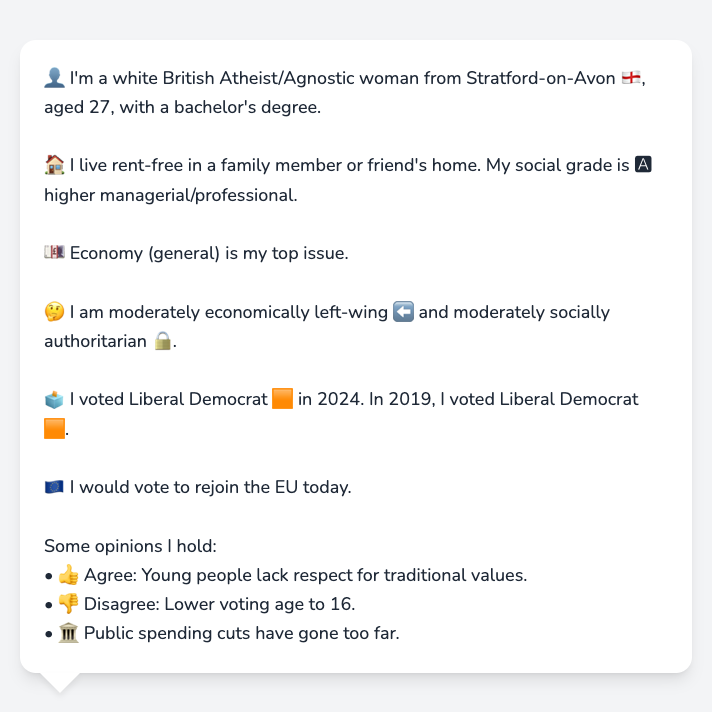 👤 I'm a white British Atheist/Agnostic woman from Stratford-on-Avon 🏴󠁧󠁢󠁥󠁮󠁧󠁿,
aged 27, with a bachelor's degree.
🏠 I live rent-free in a family member or friend's home. My social grade is 🅰
higher managerial/professional.
💷 Economy (general) is my top issue.
🤔 I am moderately economically left-wing ⬅️ and moderately socially
authoritarian 🔒.
🗳️ I voted Liberal Democrat 🟧 in 2024. In 2019, I voted Liberal Democrat
🟧.
🇪🇺 I would vote to rejoin the EU today.
Some opinions I hold:
• 👍 Agree: Young people lack respect for traditional values.
• 👎 Disagree: Lower voting age to 16.
• 🏛️ Public spending cuts have gone too far.